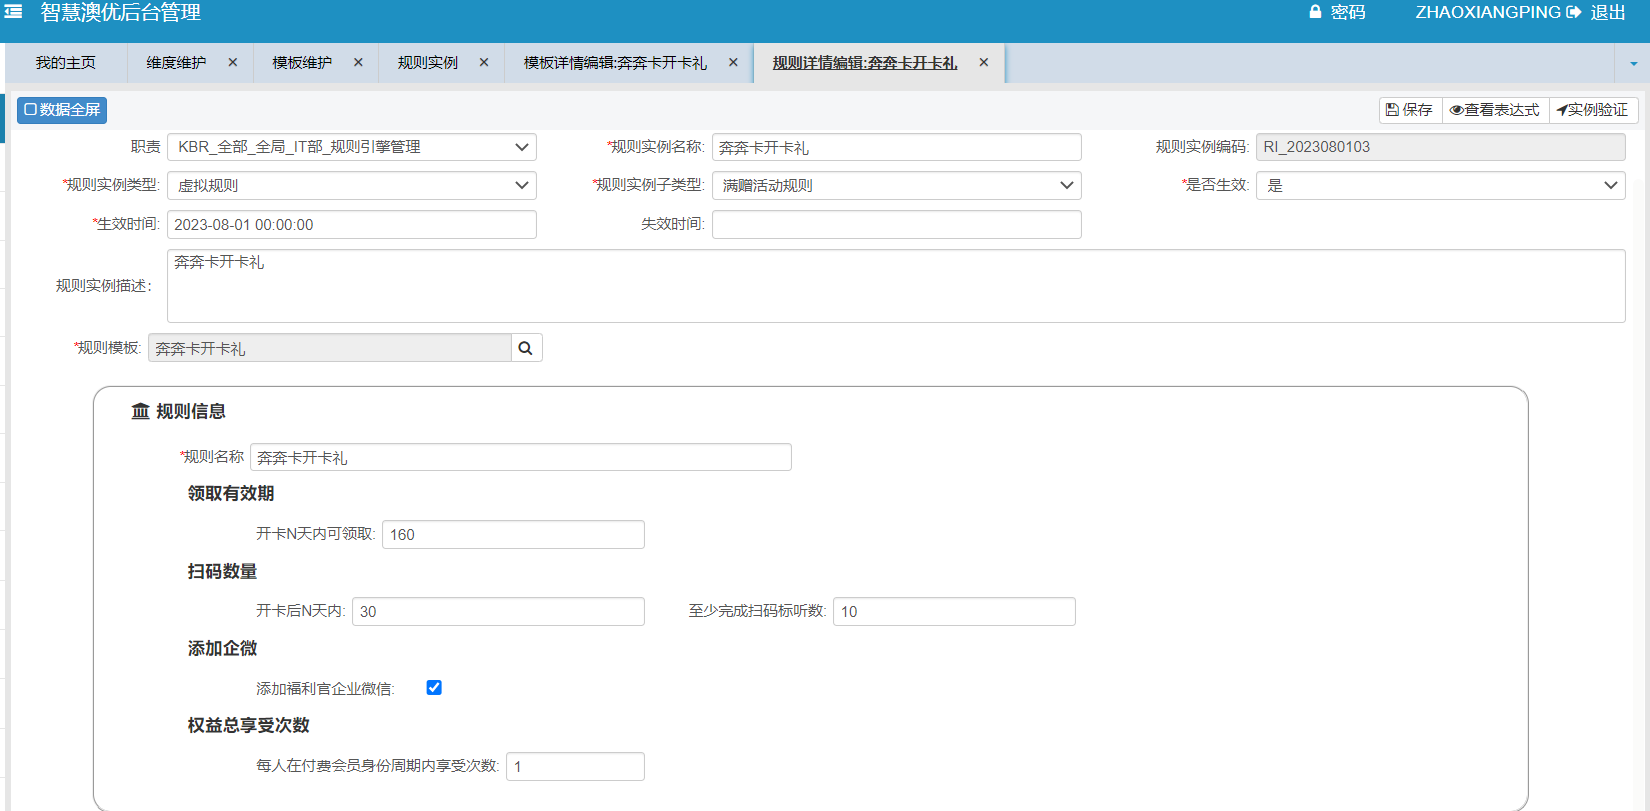 智慧澳优后台管理 密码 ZHAOXIANGPING 退出
我的主页 维度维护 × 模板维护 × 规则实例 × 模板详情编辑:奔奔卡开卡礼 × 规则详情编辑:奔奔卡开卡礼 ×
数据全屏 保存 查看表达式 实例验证
职责 KBR_全部_全局_IT部_规则引擎管理 *规则实例名称: 奔奔卡开卡礼 规则实例编码: RI_2023080103
*规则实例类型: 虚拟规则 *规则实例子类型: 满赠活动规则 *是否生效: 是
*生效时间: 2023-08-01 00:00:00 失效时间:
规则实例描述: 奔奔卡开卡礼
*规则模板: 奔奔卡开卡礼
规则信息
*规则名称 奔奔卡开卡礼
领取有效期
开卡N天内可领取: 160
扫码数量
开卡后N天内: 30 至少完成扫码标听数: 10
添加企微
添加福利官企业微信:
权益总享受次数
每人在付费会员身份周期内享受次数: 1